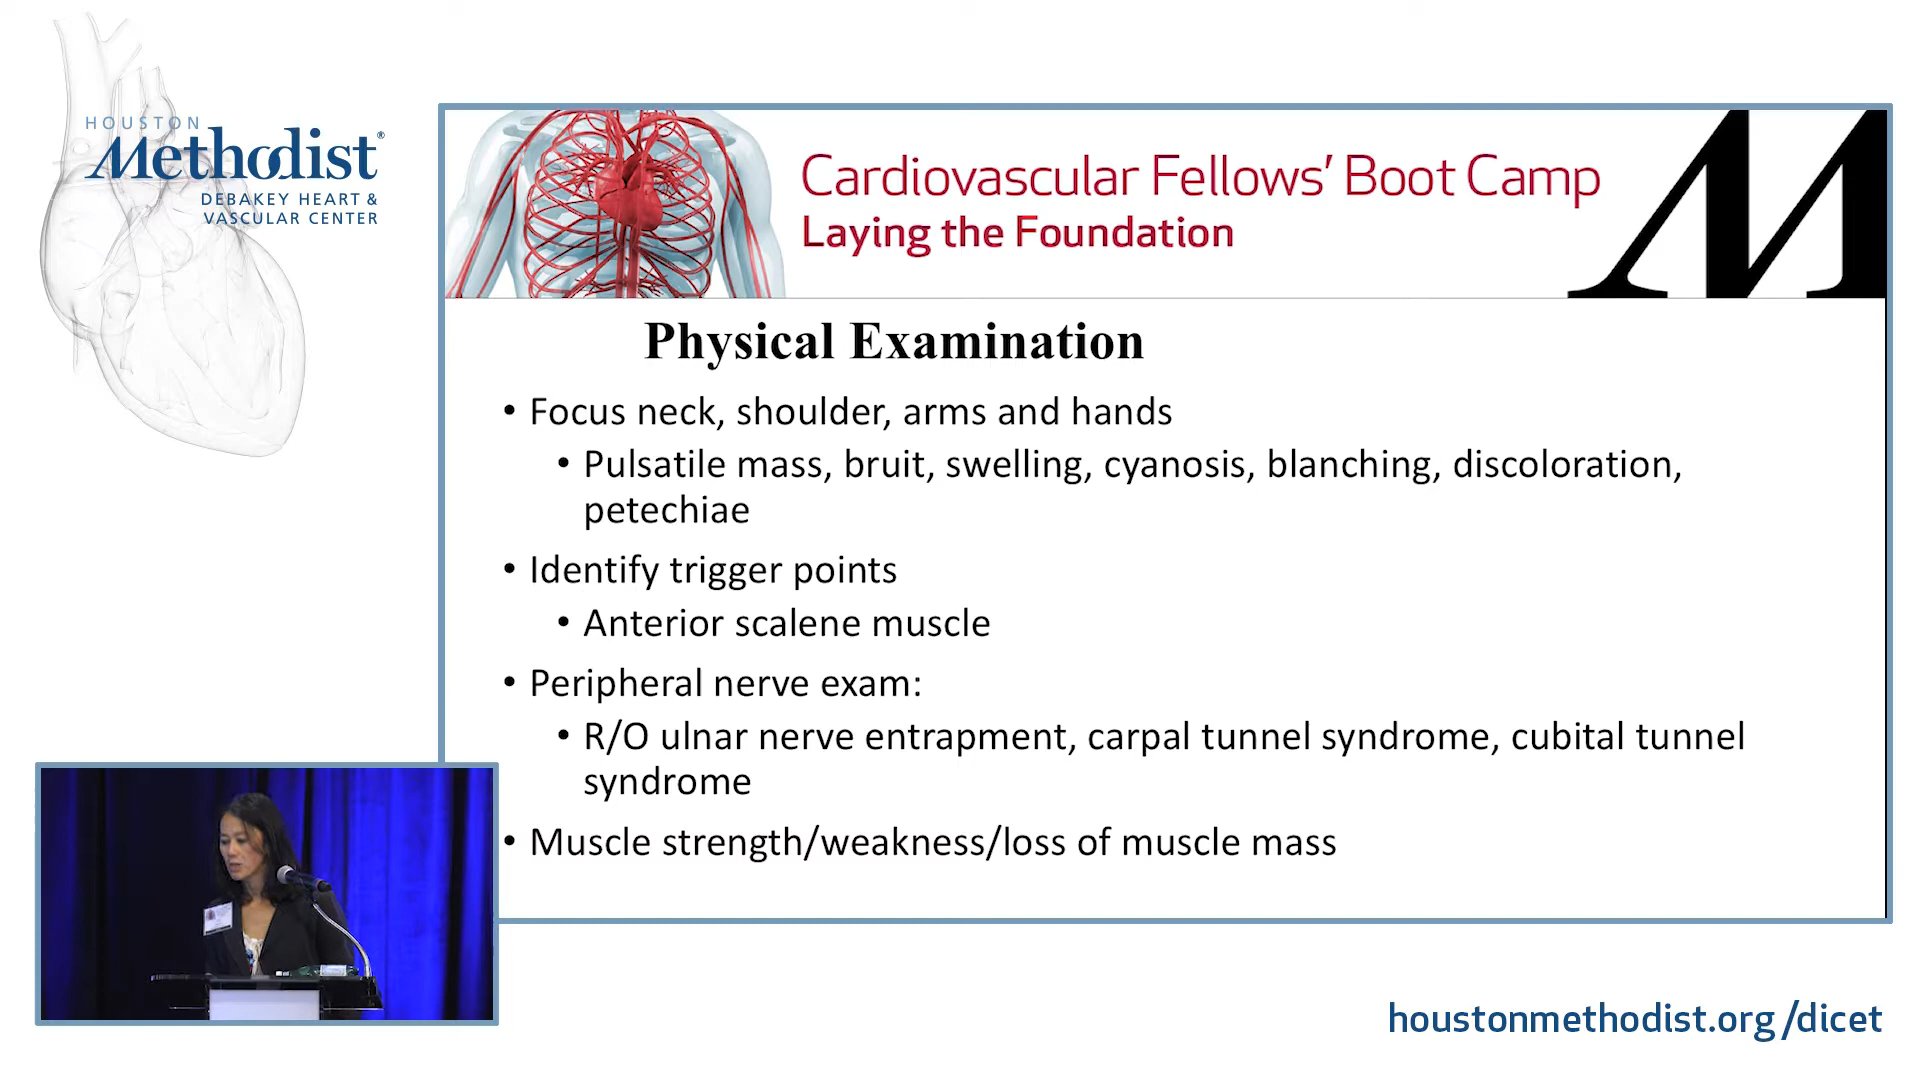 HOUSTON
Methodist®
DEBAKEY HEART &
VASCULAR CENTER
Cardiovascular Fellows' Boot Camp
Laying the Foundation
M
Physical Examination
• Focus neck, shoulder, arms and hands
• Pulsatile mass, bruit, swelling, cyanosis, blanching, discoloration,
petechiae
• Identify trigger points
• Anterior scalene muscle
• Peripheral nerve exam:
• R/O ulnar nerve entrapment, carpal tunnel syndrome, cubital tunnel
syndrome
• Muscle strength/weakness/loss of muscle mass
houstonmethodist.org/dicet